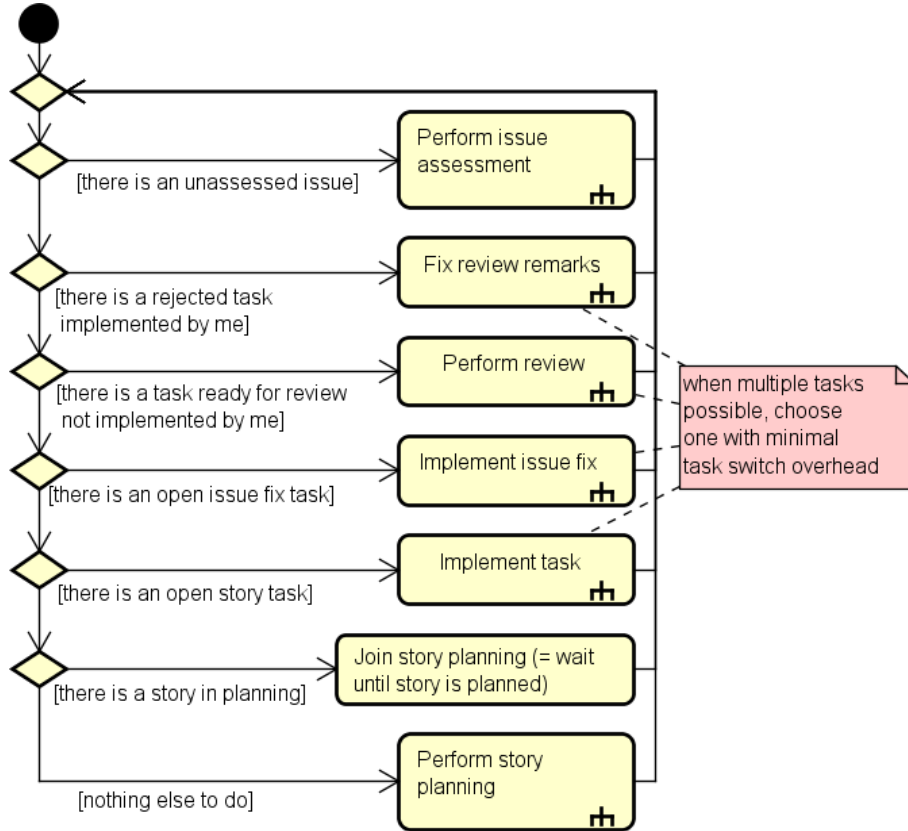 Perform issue
assessment
[there is an unassessed issue]
Fix review remarks
[there is a rejected task
implemented by me]
Perform review
[there is a task ready for review
not implemented by me]
when multiple tasks
possible, choose
one with minimal
task switch overhead
Implement issue fix
[there is an open issue fix task]
Implement task
[there is an open story task]
Join story planning (= wait
until story is planned)
[there is a story in planning]
Perform story
planning
[nothing else to do]